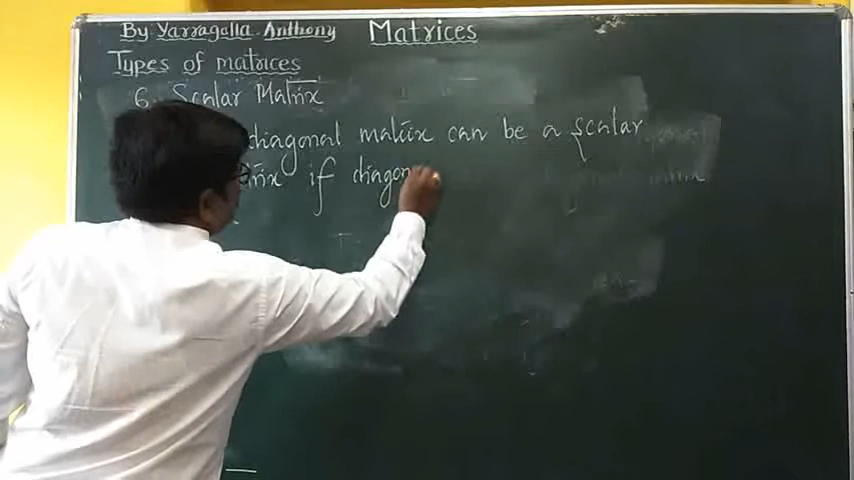 By Yarragalla Anthony Matrices
Types of matrices
6. Scalar Matrix
diagonal matrix can be a scalar
if